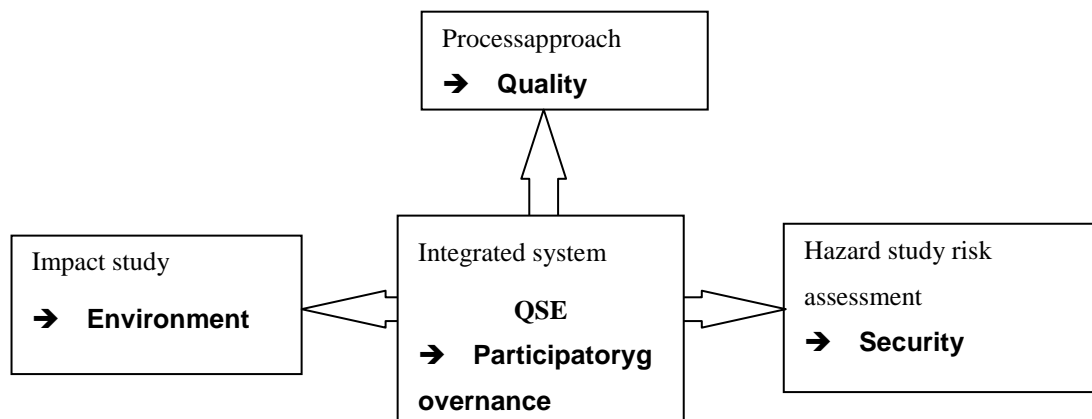 Processapproach
➔ Quality
Impact study
➔ Environment
Integrated system
QSE
➔ Participatoryg
overnance
Hazard study risk
assessment
➔ Security